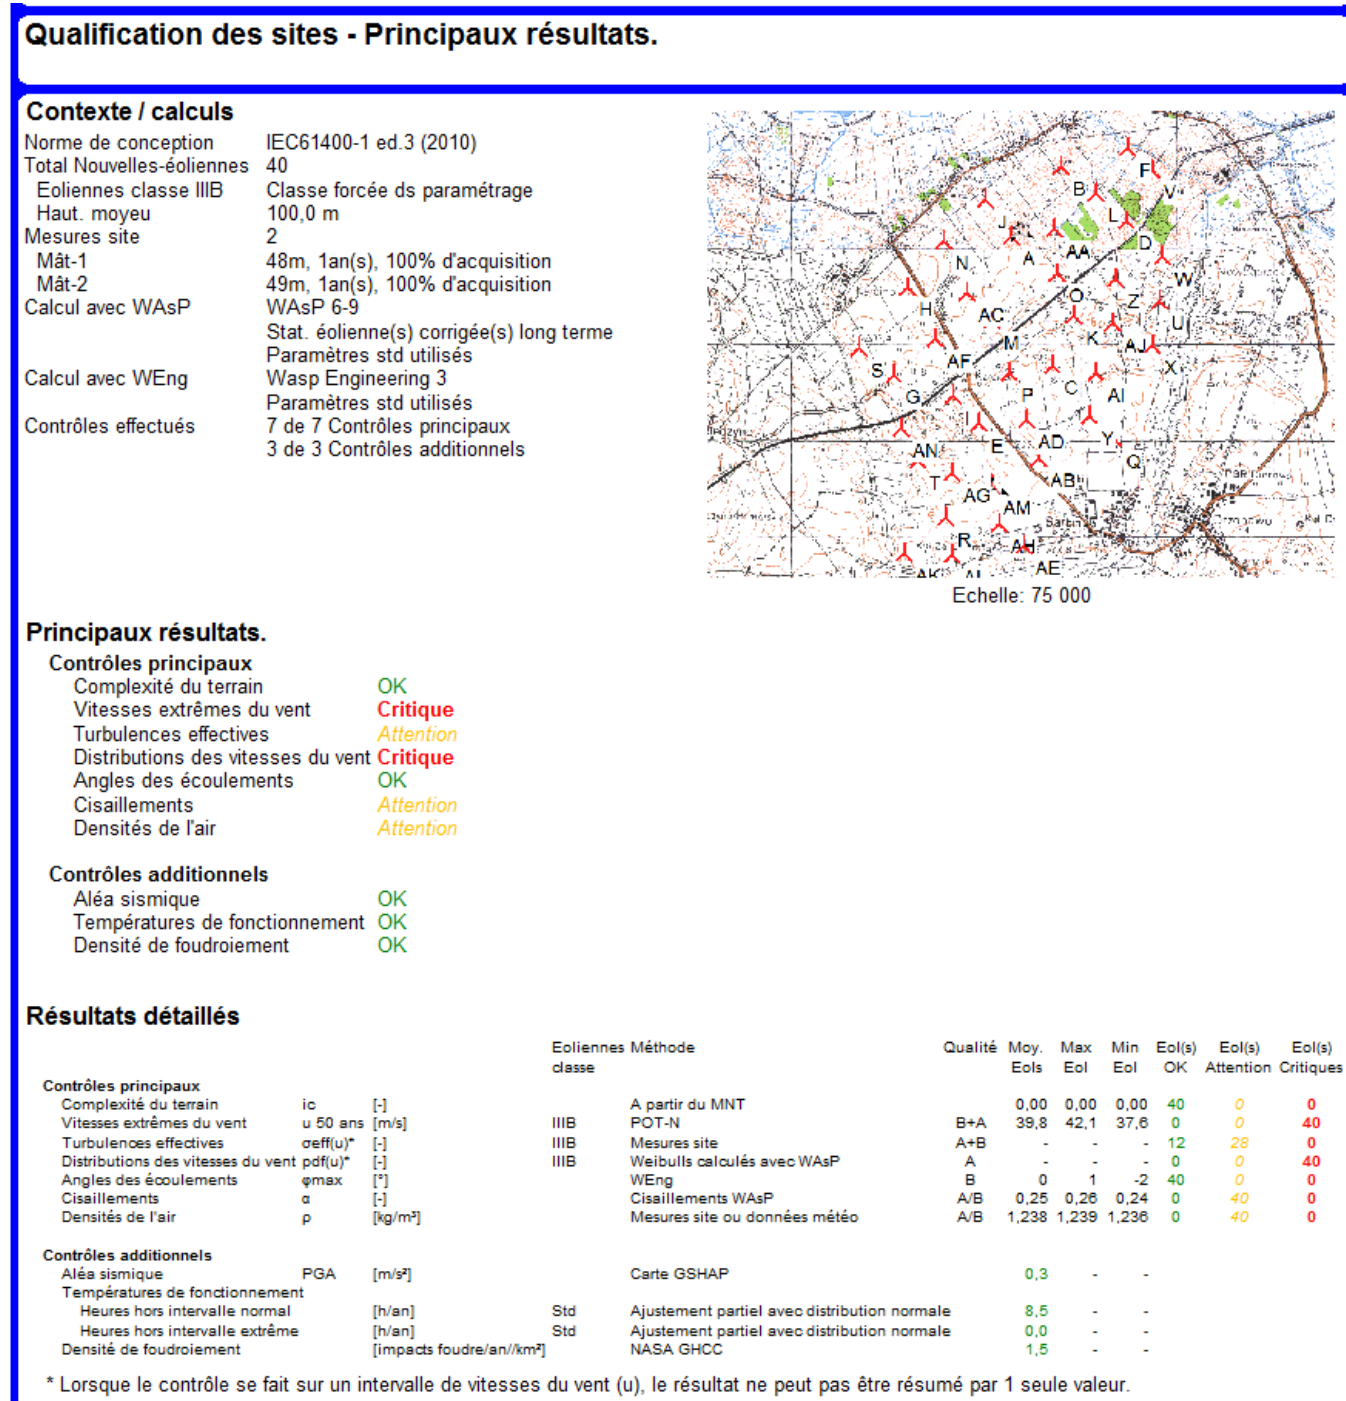 Qualification des sites - Principaux résultats.
Contexte / calculs
Norme de conception IEC61400-1 ed.3 (2010)
Total Nouvelles-éoliennes 40
Eoliennes classe IIIB Classe forcée ds paramétrage
Haut. moyeu 100,0 m
Mesures site 2
Mât-1 48m, 1an(s), 100% d'acquisition
Mât-2 49m, 1an(s), 100% d'acquisition
Calcul avec WAsP WAsP 6-9
Stat. éolienne(s) corrigée(s) long terme
Paramètres std utilisés
Calcul avec WEng Wasp Engineering 3
Paramètres std utilisés
Contrôles effectués 7 de 7 Contrôles principaux
3 de 3 Contrôles additionnels
F
B V
J L
A AA D
N W
O Z
H AC U
M K AJ
AF X
S
G P C AI
I
E AD Y
AN Q
T AB
AG AM
R AH
AE
AK AL
Echelle: 75 000
Principaux résultats.
Contrôles principaux
Complexité du terrain OK
Vitesses extrêmes du vent Critique
Turbulences effectives Attention
Distributions des vitesses du vent Critique
Angles des écoulements OK
Cisaillements Attention
Densités de l'air Attention
Contrôles additionnels
Aléa sismique OK
Températures de fonctionnement OK
Densité de foudroiement OK
Résultats détaillés
Eoliennes Méthode Qualité Moy. Max Min Eol(s) Eol(s) Eol(s)
classe Eols Eol Eol OK Attention Critiques
Contrôles principaux
Complexité du terrain ic [-] A partir du MNT 0,00 0,00 0,00 40 0 0
Vitesses extrêmes du vent u 50 ans [m/s] IIIB POT-N B+A 39,8 42,1 37,6 0 0 40
Turbulences effectives σeff(u)* [-] IIIB Mesures site A+B - - - 12 28 0
Distributions des vitesses du vent pdf(u)* [-] IIIB Weibulls calculés avec WAsP A - - - 0 0 40
Angles des écoulements φmax [°] WEng B 0 1 -2 40 0 0
Cisaillements α [-] Cisaillements WAsP A/B 0,25 0,26 0,24 0 40 0
Densités de l'air ρ [kg/m³] Mesures site ou données météo A/B 1,238 1,239 1,236 0 40 0
Contrôles additionnels
Aléa sismique PGA [m/s²] Carte GSHAP 0,3 - -
Températures de fonctionnement
Heures hors intervalle normal [h/an] Std Ajustement partiel avec distribution normale 8,5 - -
Heures hors intervalle extrême [h/an] Std Ajustement partiel avec distribution normale 0,0 - -
Densité de foudroiement [impacts foudre/an//km²] NASA GHCC 1,5 - -
* Lorsque le contrôle se fait sur un intervalle de vitesses du vent (u), le résultat ne peut pas être résumé par 1 seule valeur.